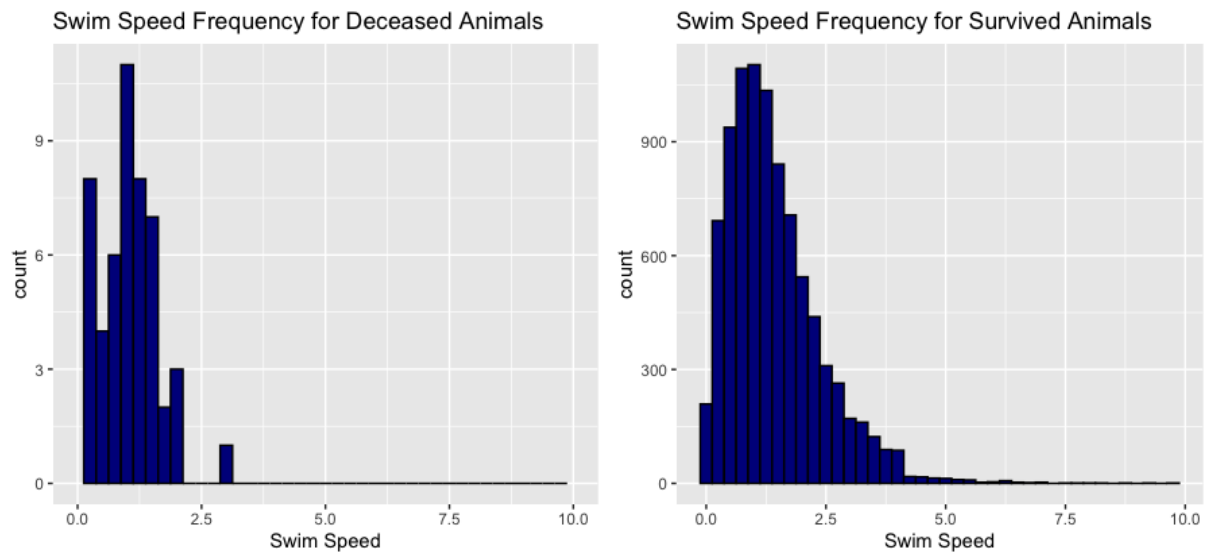 Swim Speed Frequency for Deceased Animals
9
6
3
0
count
0.0 2.5 5.0 7.5 10.0
Swim Speed
Swim Speed Frequency for Survived Animals
900
600
300
0
count
0.0 2.5 5.0 7.5 10.0
Swim Speed